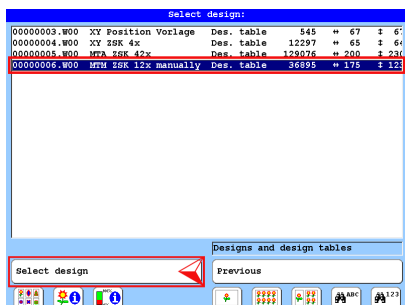 Select design:
00000003.W00 XY Position Vorlage Des. table 545 ↔ 67 ↕ 67
00000004.W00 XY ZSK 4x Des. table 12297 ↔ 65 ↕ 64
00000005.W00 MTA ZSK 42x Des. table 129076 ↔ 200 ↕ 230
00000006.W00 MTM ZSK 12x manually Des. table 36895 ↔ 175 ↕ 123
Designs and design tables
Select design
Previous
ABC
123